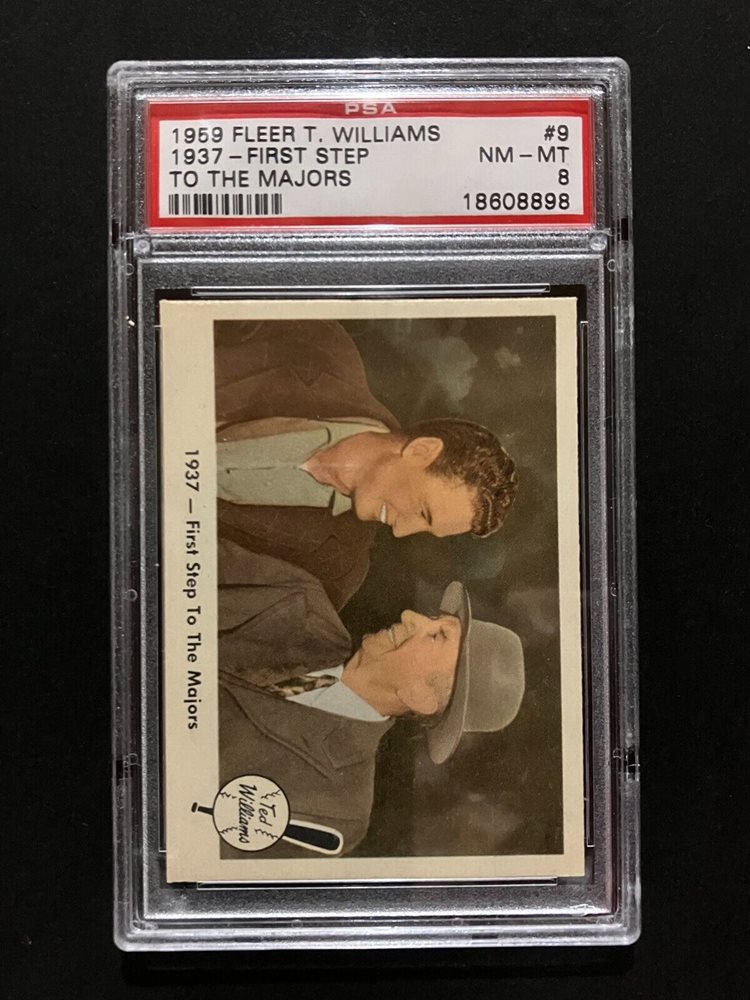 PSA
1959 FLEER T. WILLIAMS #9
1937 - FIRST STEP NM - MT
TO THE MAJORS 8
18608898
1937 — First Step To The Majors
Ted
Williams